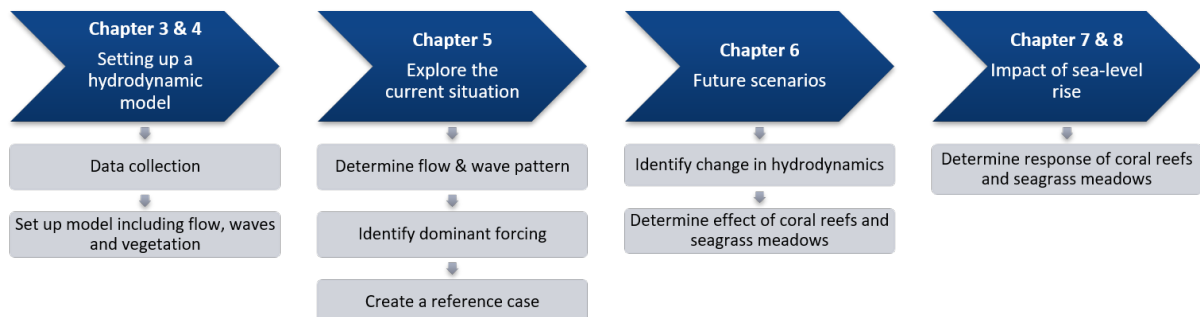 Chapter 3 & 4
Setting up a
hydrodynamic
model
Data collection
Set up model including flow, waves
and vegetation
Chapter 5
Explore the
current situation
Determine flow & wave pattern
Identify dominant forcing
Create a reference case
Chapter 6
Future scenarios
Identify change in hydrodynamics
Determine effect of coral reefs and
seagrass meadows
Chapter 7 & 8
Impact of sea-level
rise
Determine response of coral reefs
and seagrass meadows